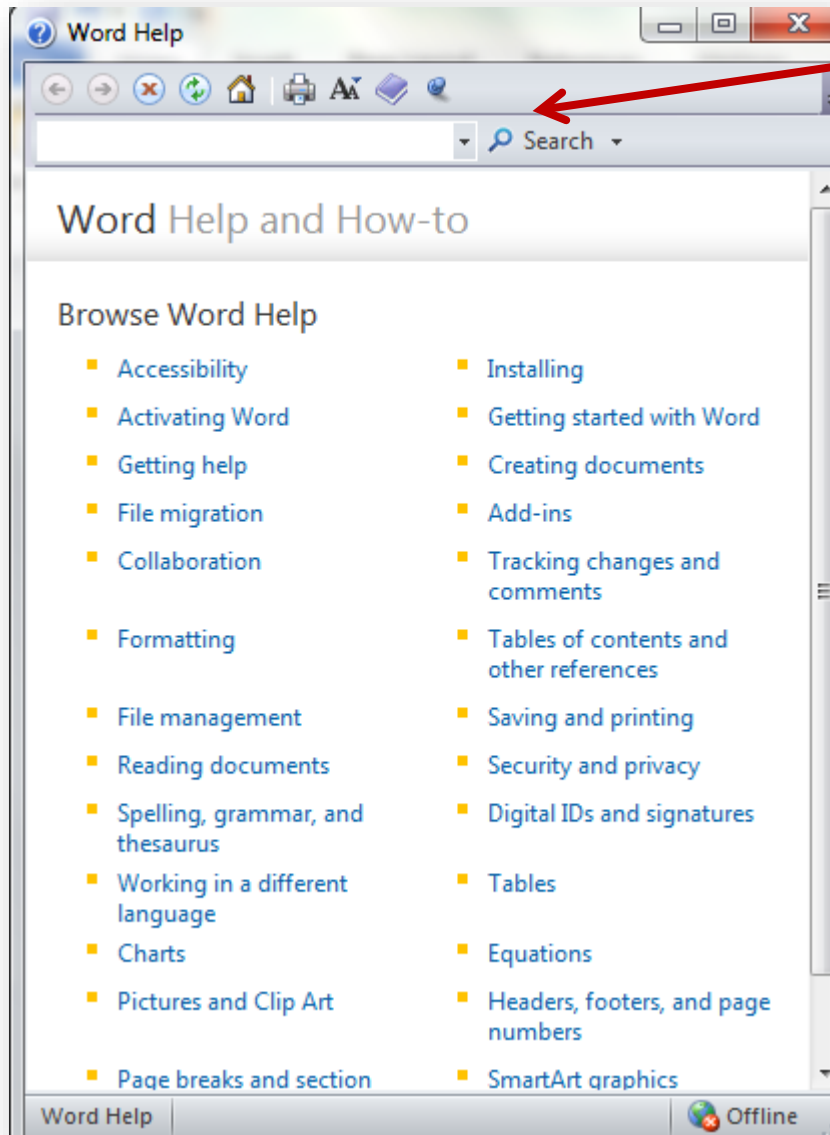 Word Help
Search
Word Help and How-to
Browse Word Help
Accessibility
Installing
Activating Word
Getting started with Word
Getting help
Creating documents
File migration
Add-ins
Collaboration
Tracking changes and
comments
Formatting
Tables of contents and
other references
File management
Saving and printing
Reading documents
Security and privacy
Spelling, grammar, and
thesaurus
Digital IDs and signatures
Working in a different
language
Tables
Charts
Equations
Pictures and Clip Art
Headers, footers, and page
numbers
Page breaks and section
SmartArt graphics
Word Help
Offline